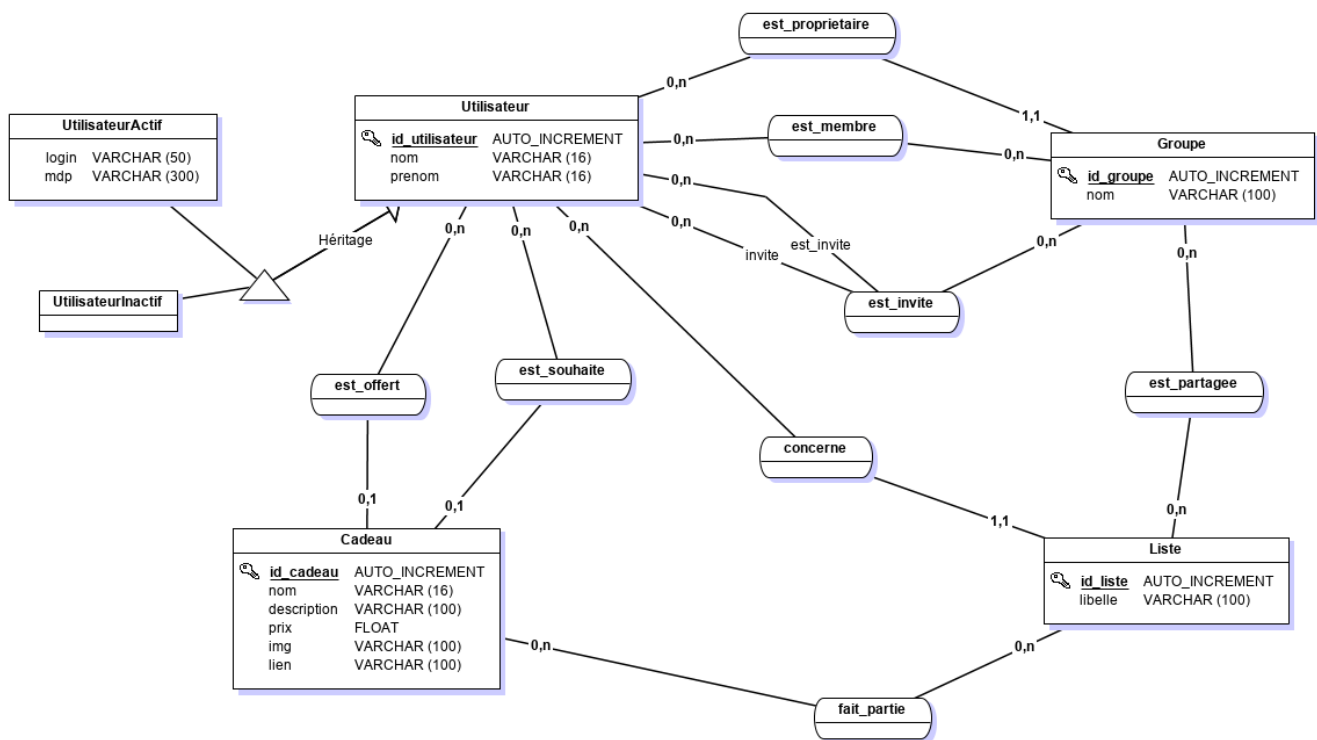 est_proprietaire
0,n
1,1
Utilisateur
id_utilisateur AUTO_INCREMENT
nom VARCHAR (16)
prenom VARCHAR (16)
UtilisateurActif
login VARCHAR (50)
mdp VARCHAR (300)
0,n
est_membre
0,n
Groupe
id_groupe AUTO_INCREMENT
nom VARCHAR (100)
0,n
0,n
invite
est_invite
0,n
est_invite
Héritage
UtilisateurInactif
0,n
0,n
0,n
0,n
est_offert
est_souhaite
est_partagee
concerne
0,1
0,1
1,1
0,n
Cadeau
id_cadeau AUTO_INCREMENT
nom VARCHAR (16)
description VARCHAR (100)
prix FLOAT
img VARCHAR (100)
lien VARCHAR (100)
Liste
id_liste AUTO_INCREMENT
libelle VARCHAR (100)
0,n
0,n
fait_partie